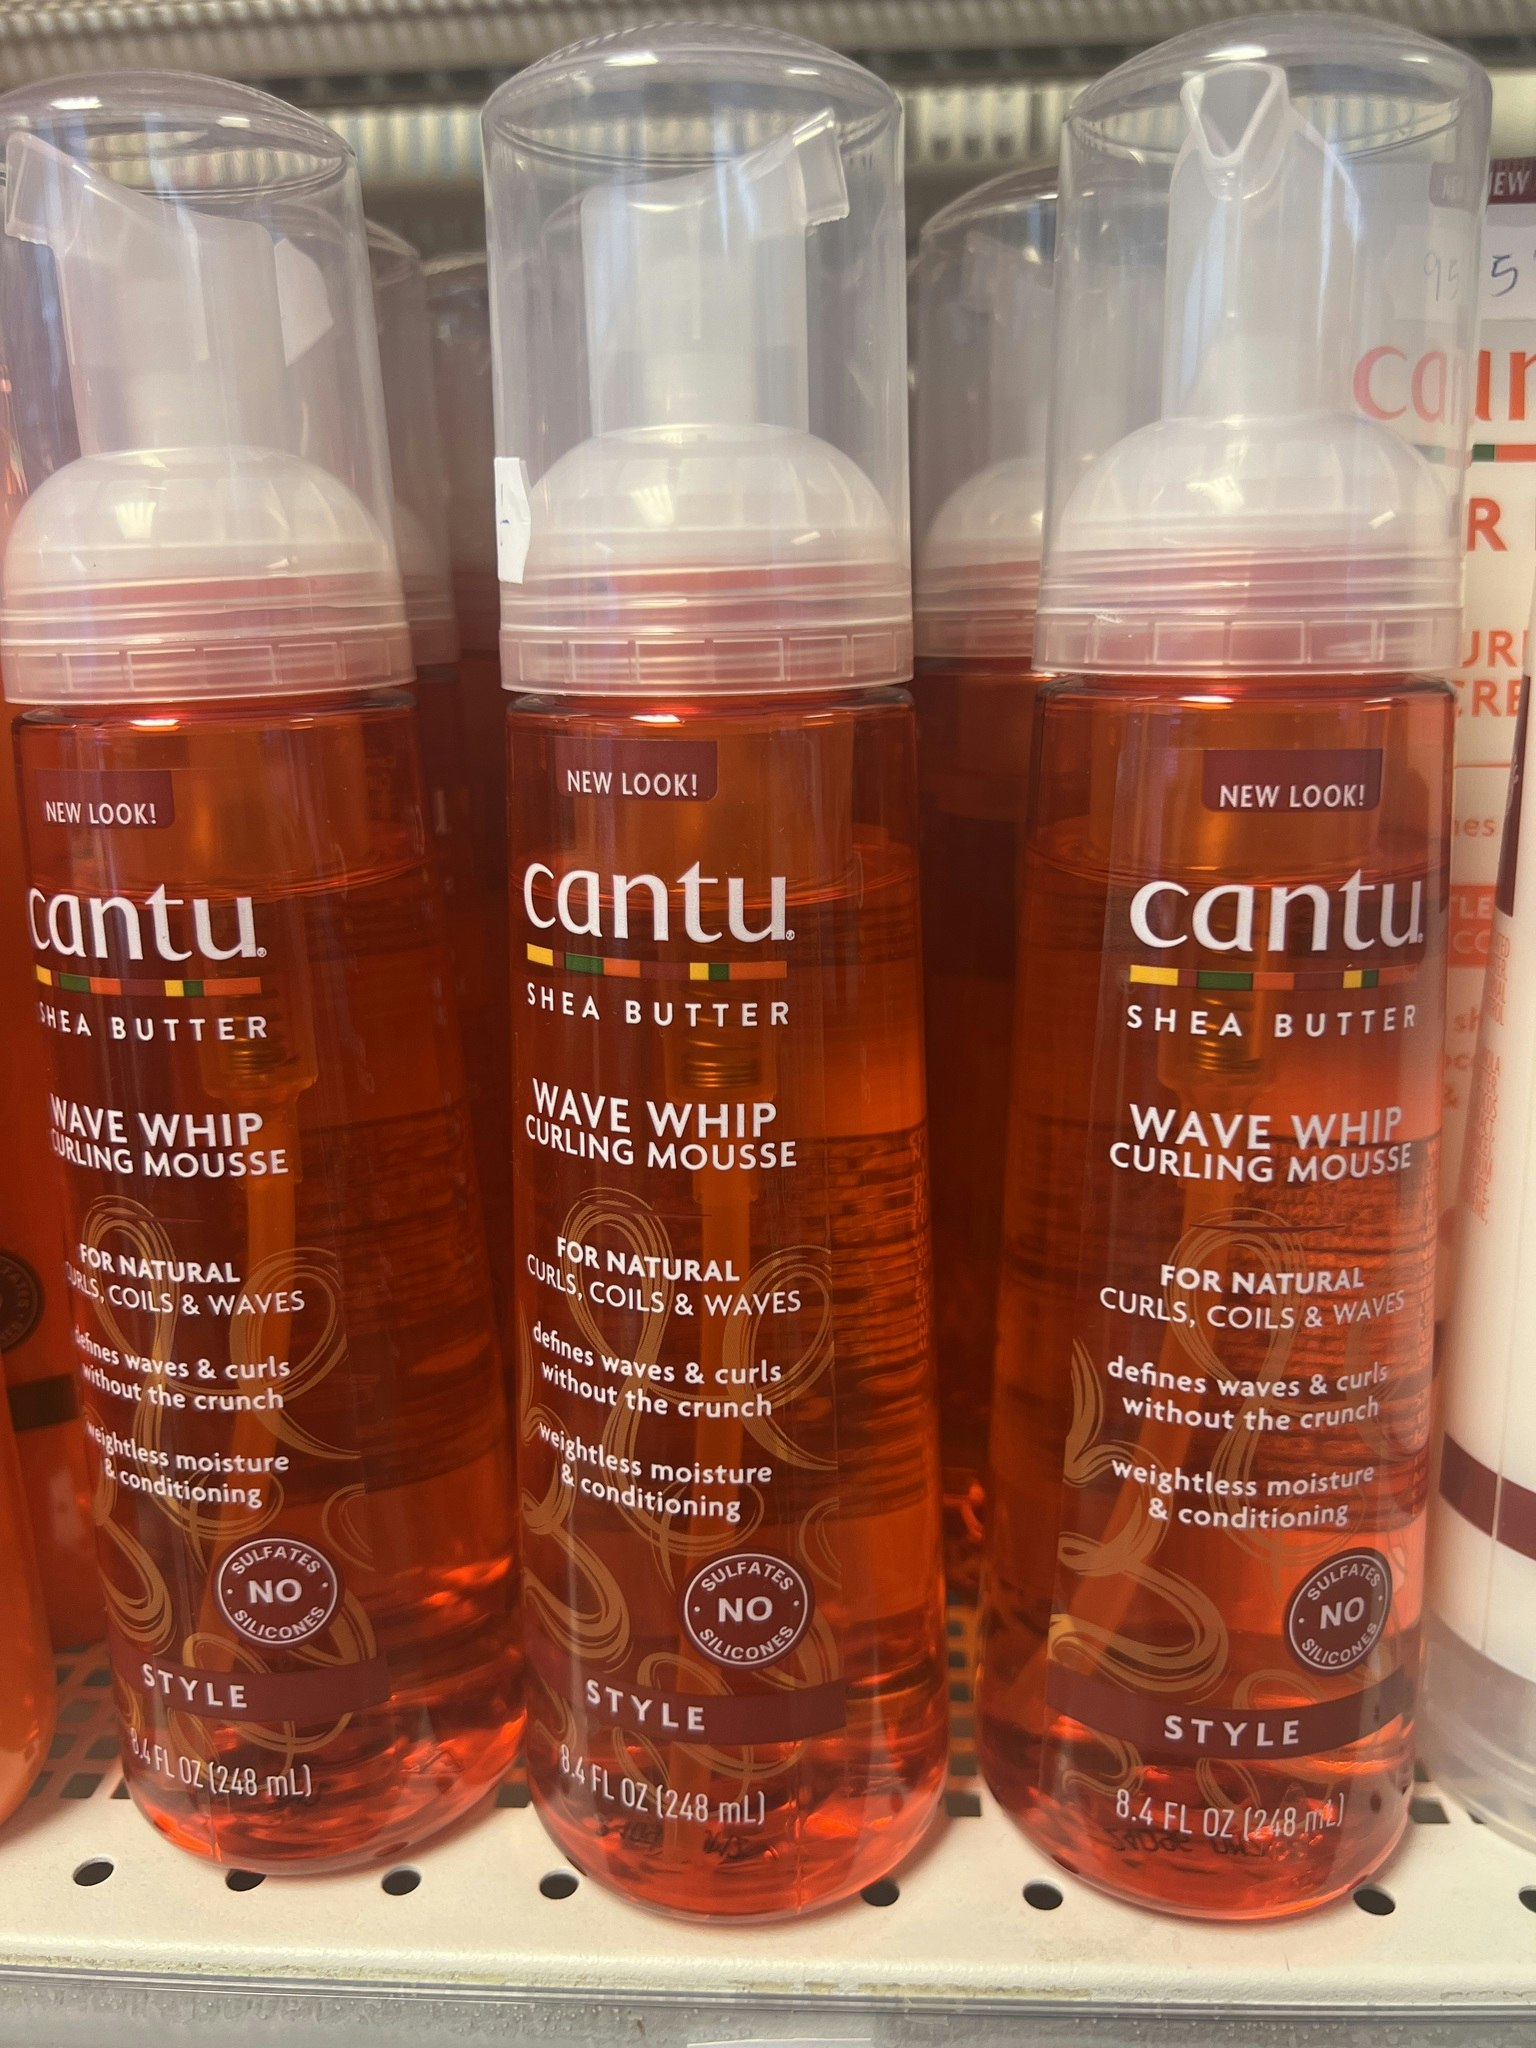 NEW LOOK!
cantu®
SHEA BUTTER
WAVE WHIP
CURLING MOUSSE
FOR NATURAL
CURLS, COILS & WAVES
defines waves & curls
without the crunch
weightless moisture
& conditioning
SULFATES
NO
SILICONES
STYLE
8.4 FL OZ (248 mL)
NEW LOOK!
cantu®
SHEA BUTTER
WAVE WHIP
CURLING MOUSSE
FOR NATURAL
CURLS, COILS & WAVES
defines waves & curls
without the crunch
weightless moisture
& conditioning
SULFATES
NO
SILICONES
STYLE
8.4 FL OZ (248 mL)
NEW LOOK!
cantu
SHEA BUTTER
WAVE WHIP
CURLING MOUSSE
FOR NATURAL
CURLS, COILS & WAVES
defines waves & curls
without the crunch
weightless moisture
& conditioning
SULFATES
NO
SILICONES
STYLE
8.4 FL OZ (248 mL)